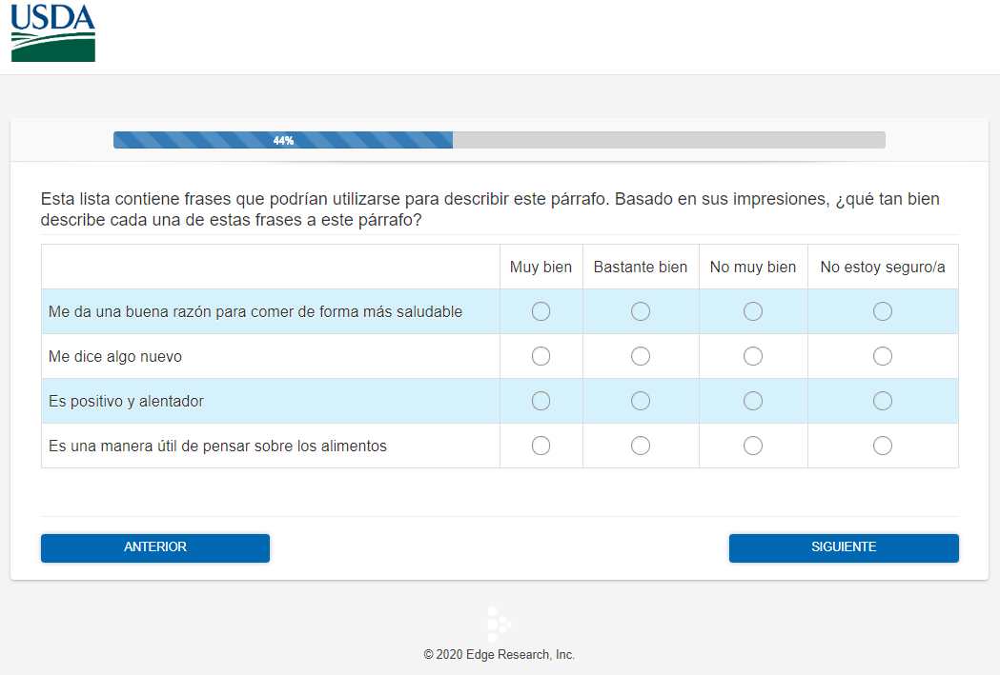 USDA
44%
Esta lista contiene frases que podrían utilizarse para describir este párrafo. Basado en sus impresiones, ¿qué tan bien
describe cada una de estas frases a este párrafo?
Muy bien Bastante bien No muy bien No estoy seguro/a
Me da una buena razón para comer de forma más saludable
Me dice algo nuevo
Es positivo y alentador
Es una manera útil de pensar sobre los alimentos
ANTERIOR SIGUIENTE
© 2020 Edge Research, Inc.